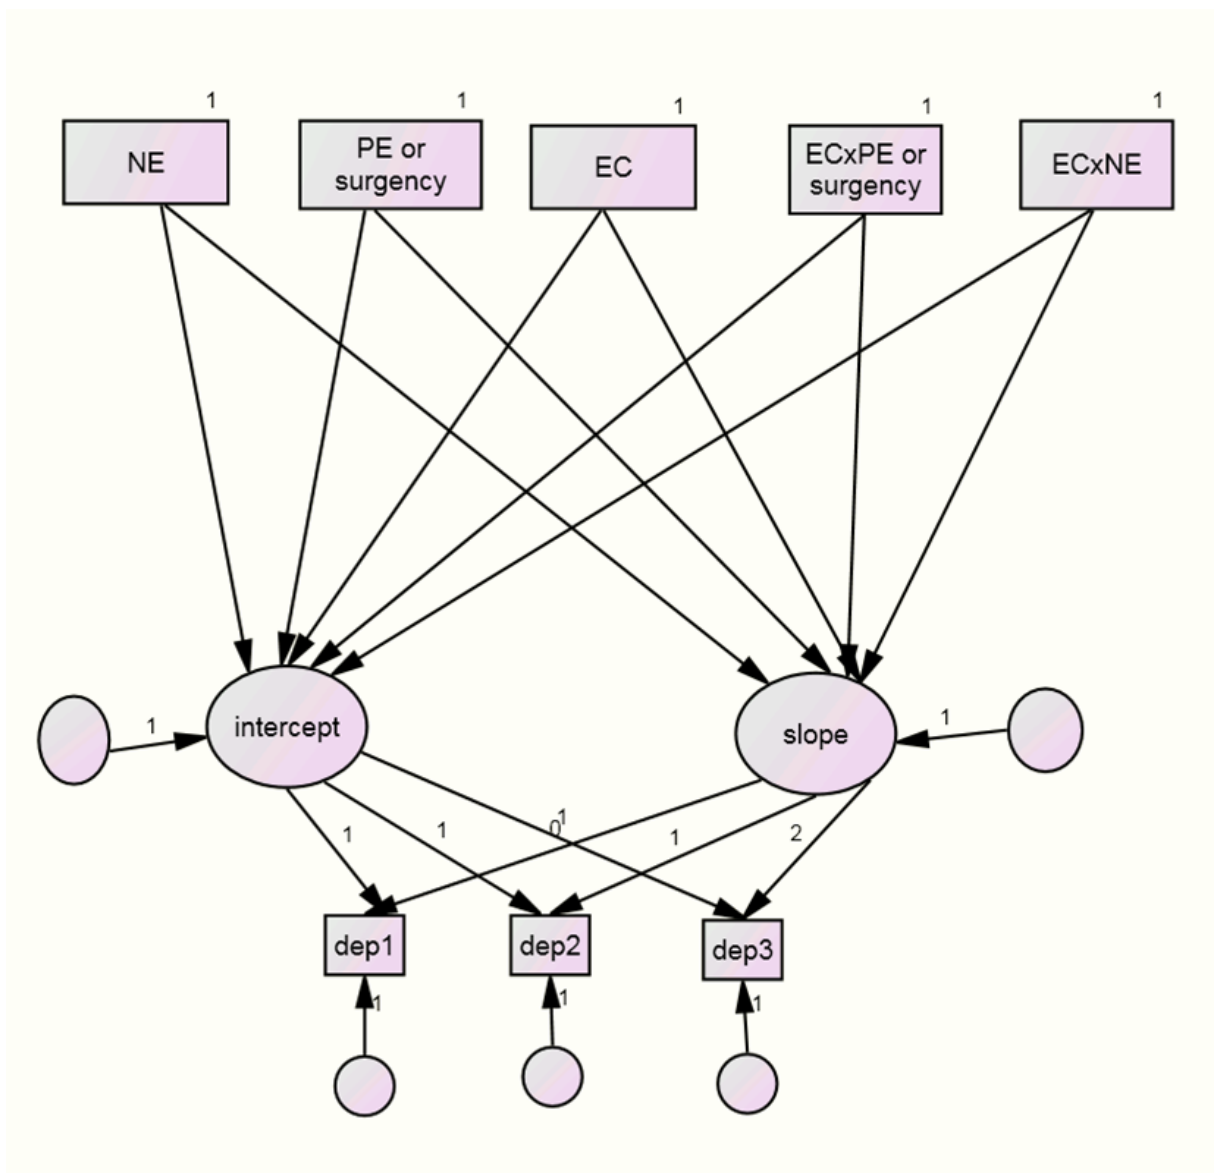 1
1
1
1
1
NE
PE or
surgency
EC
ECxPE or
surgency
ECxNE
1
intercept
slope
1
1
1
0
1
1
2
dep1
dep2
dep3
1
1
1